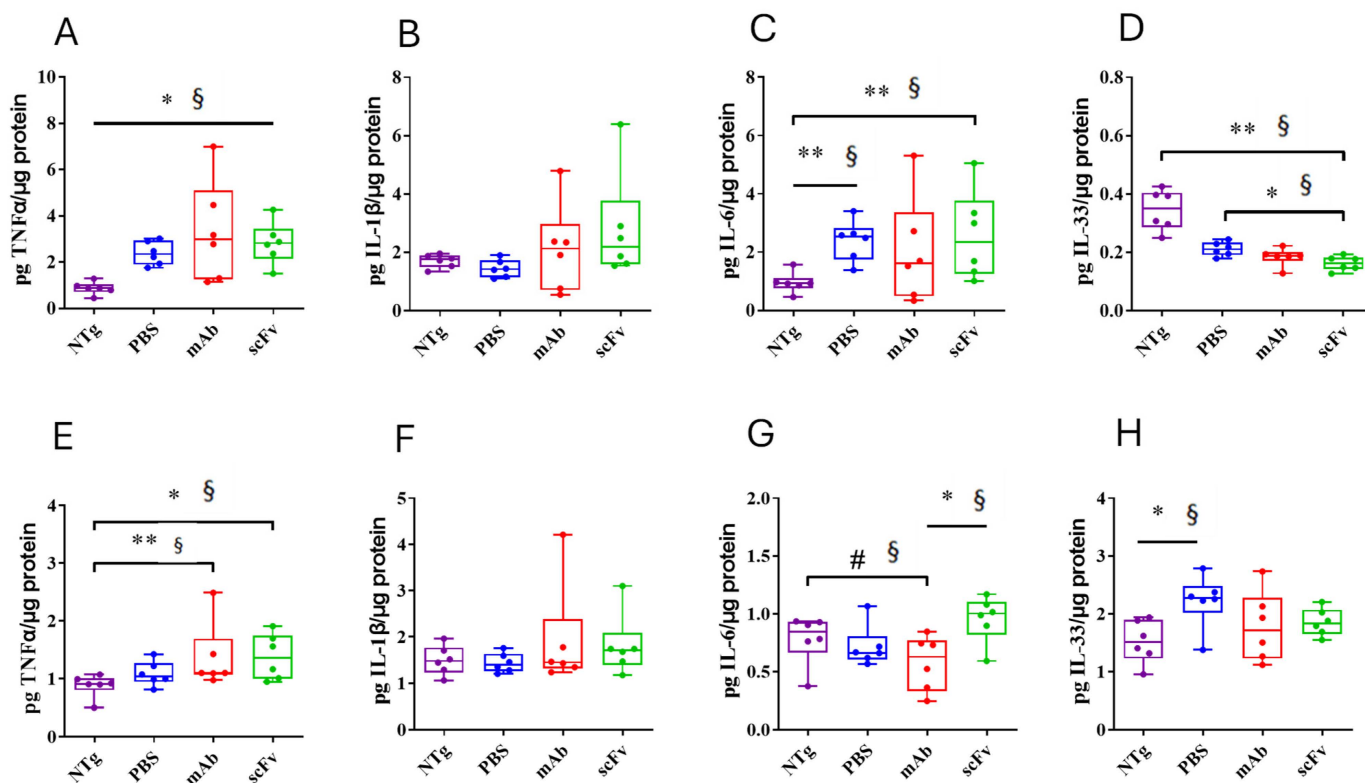 A
pg TNFα/μg protein
10
8
6
4
2
0
* §
NTg
PBS
mAb
scFv
B
pg IL-1β/μg protein
8
6
4
2
0
NTg
PBS
mAb
scFv
C
pg IL-6/μg protein
8
6
4
2
0
** §
** §
NTg
PBS
mAb
scFv
D
pg IL-33/μg protein
0.8
0.6
0.4
0.2
0.0
** §
* §
NTg
PBS
mAb
scFv
E
pg TNFα/μg protein
4
3
2
1
0
* §
** §
NTg
PBS
mAb
scFv
F
pg IL-1β/μg protein
5
4
3
2
1
0
NTg
PBS
mAb
scFv
G
pg IL-6/μg protein
2.0
1.5
1.0
0.5
0.0
* §
# §
NTg
PBS
mAb
scFv
H
pg IL-33/μg protein
4
3
2
1
0
* §
NTg
PBS
mAb
scFv